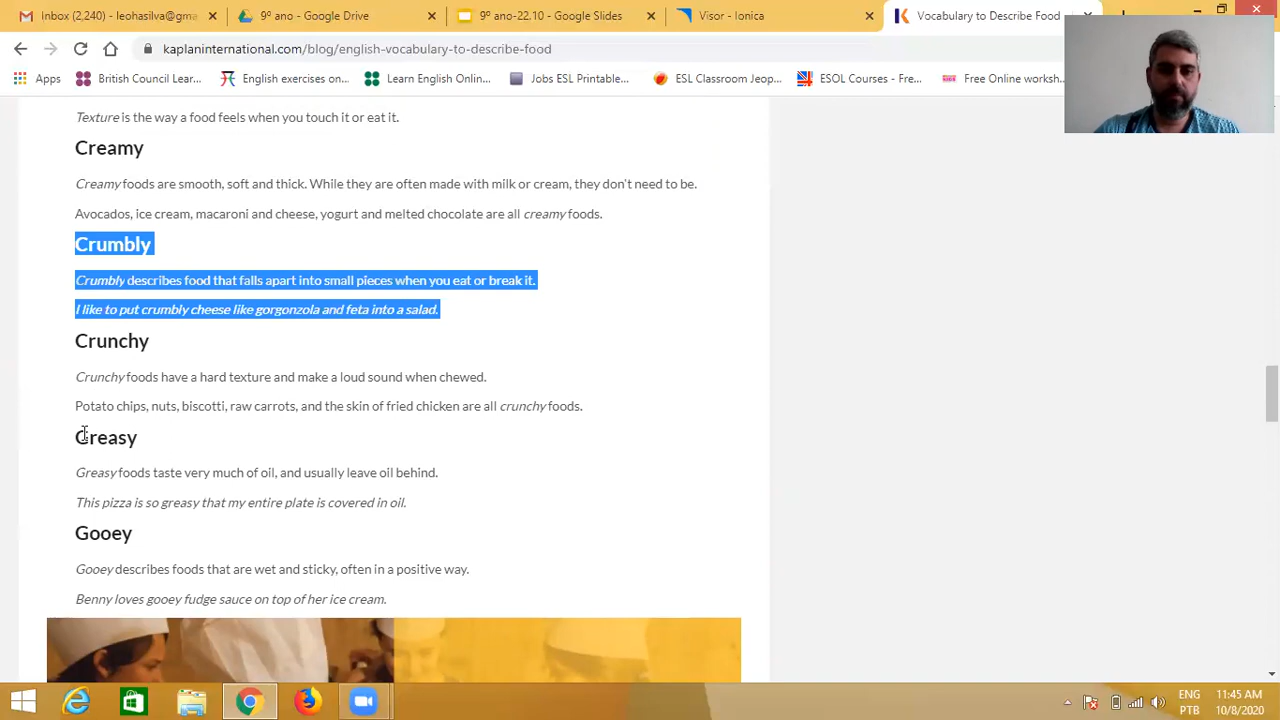 Inbox (2,240) - leohasilva@gma
9º ano - Google Drive
9º ano-22.10 - Google Slides
Visor - Ionica
Vocabulary to Describe Food
kaplaninternational.com/blog/english-vocabulary-to-describe-food
Apps
British Council Lear...
English exercises on...
Learn English Onlin...
Jobs ESL Printable...
ESL Classroom Jeop...
ESOL Courses - Fre...
Free Online worksh...
Texture is the way a food feels when you touch it or eat it.
Creamy
Creamy foods are smooth, soft and thick. While they are often made with milk or cream, they don't need to be.
Avocados, ice cream, macaroni and cheese, yogurt and melted chocolate are all creamy foods.
Crumbly
Crumbly describes food that falls apart into small pieces when you eat or break it.
I like to put crumbly cheese like gorgonzola and feta into a salad.
Crunchy
Crunchy foods have a hard texture and make a loud sound when chewed.
Potato chips, nuts, biscotti, raw carrots, and the skin of fried chicken are all crunchy foods.
Greasy
Greasy foods taste very much of oil, and usually leave oil behind.
This pizza is so greasy that my entire plate is covered in oil.
Gooey
Gooey describes foods that are wet and sticky, often in a positive way.
Benny loves gooey fudge sauce on top of her ice cream.
ENG
PTB
11:45 AM
10/8/2020